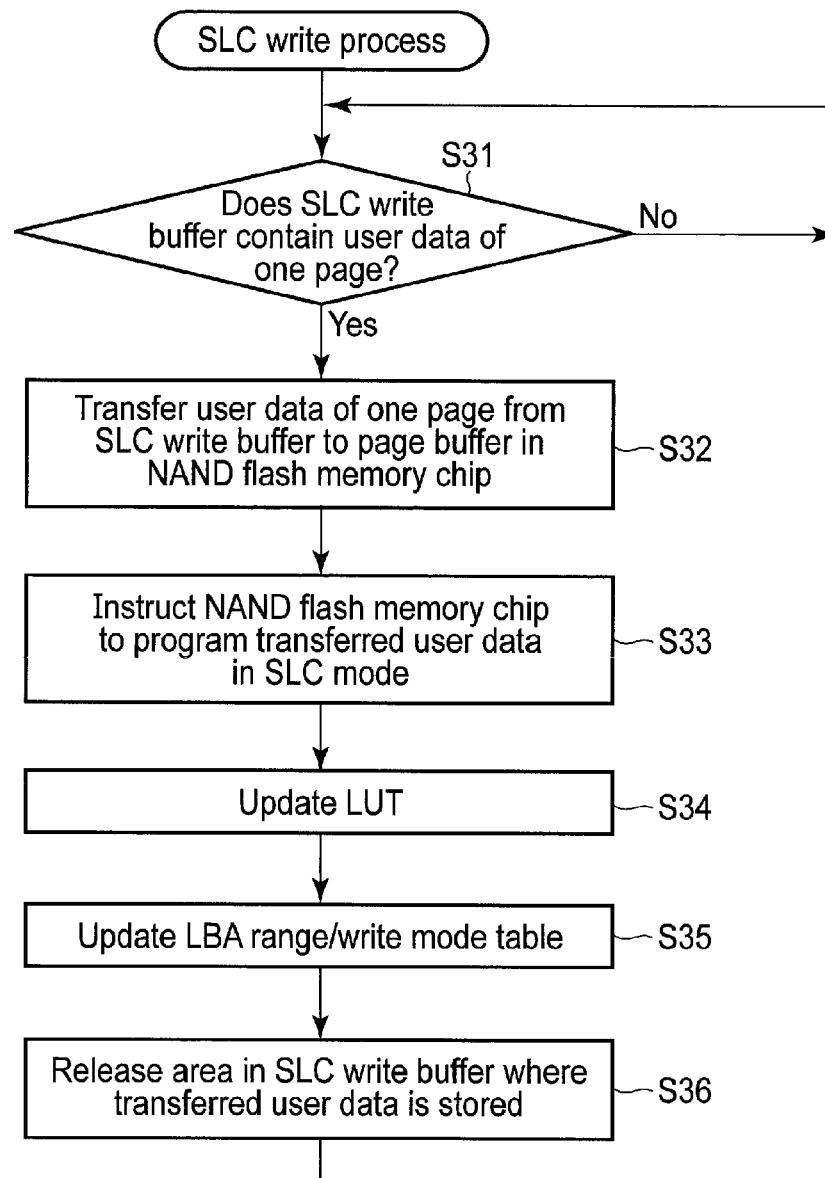 SLC write process
S31
Does SLC write
buffer contain user data of
one page?
No
Yes
Transfer user data of one page from
SLC write buffer to page buffer in
NAND flash memory chip
S32
Instruct NAND flash memory chip
to program transferred user data
in SLC mode
S33
Update LUT
S34
Update LBA range/write mode table
S35
Release area in SLC write buffer where
transferred user data is stored
S36